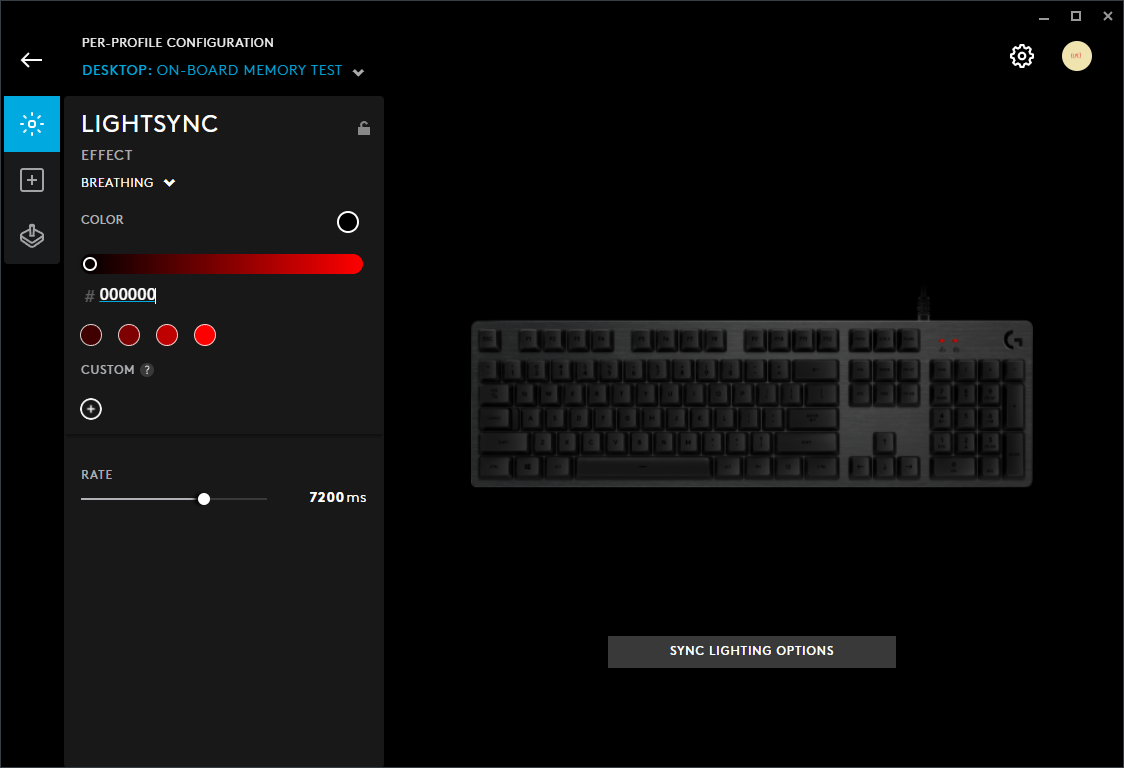 PER-PROFILE CONFIGURATION
DESKTOP: ON-BOARD MEMORY TEST
LIGHTSYNC
EFFECT
BREATHING
COLOR
# 000000
CUSTOM ?
RATE
7200 ms
SYNC LIGHTING OPTIONS